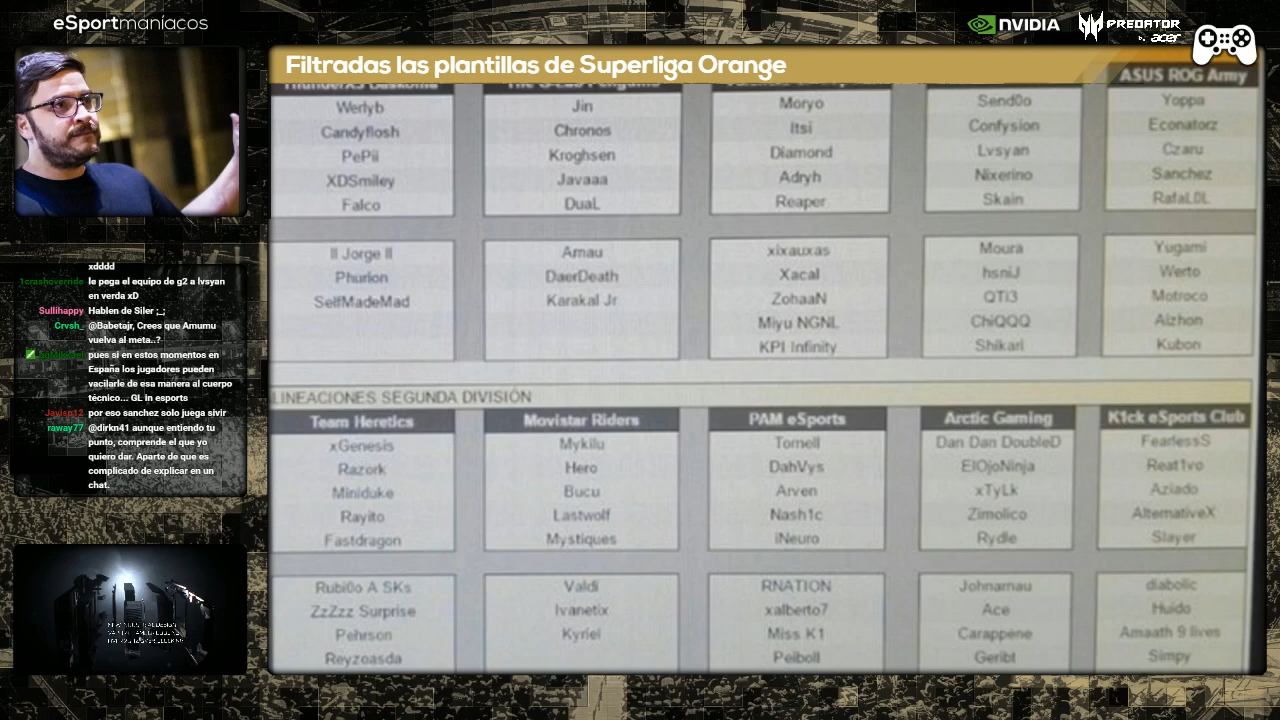 eSportmaníacos
NVIDIA
PREDATOR
acer
Filtradas las plantillas de Superliga Orange
ASUS ROG Army
Werlyb
Candyflosh
PePii
XDSmiley
Falco
Jin
Chronos
Kroghsen
Javaaa
DuaL
Moryo
Itsi
Diamond
Adryh
Reaper
Send0o
Confysion
Lvsyan
Nixerino
Skain
Yoppa
Econatorz
Czaru
Sanchez
RafaL0L
II Jorge II
Phurion
SelfMadeMad
Arnau
DaerDeath
Karakal Jr
xixauxas
Xacal
ZohaaN
Miyu NGNL
KPI Infinity
Moura
hsniJ
QTi3
ChiQQQ
Shikari
Yugami
Werto
Motroco
Aizhon
Kubon
LINEACIONES SEGUNDA DIVISIÓN
Team Heretics
xGenesis
Razork
Miniduke
Rayito
Fastdragon
Movistar Riders
Mykilu
Hero
Bucu
Lastwolf
Mystiques
PAM eSports
Tornell
DahVys
Arven
Nash1c
iNeuro
Arctic Gaming
Dan Dan DoubleD
ElOjoNinja
xTyLk
Zimolico
Rydle
K1ck eSports Club
FearlessS
Reat1vo
Aziado
AlternativeX
Slayer
Rubi0o A SKs
ZzZzz Surprise
Pehrson
Reyzoasda
Valdi
Ivanetix
Kyriel
RNATION
xalberto7
Miss K1
Peiboll
Johnarnau
Ace
Carappene
Geribt
diabolic
Huido
Amaath 9 lives
Simpy
xdddd
1crashoverride le pega el equipo de g2 a lvsyan
en verda xD
Sullihappy Hablen de Siler ;_;
Crvsh_ @Babetajr, Crees que Amumu
vuelva al meta..?
pues si en estos momentos en
España los jugadores pueden
vacilarle de esa manera al cuerpo
técnico... GL in esports
Javisp12 por eso sanchez solo juega sivir
raway77 @dirkn41 aunque entiendo tu
punto, comprende el que yo
quiero dar. Aparte de que es
complicado de explicar en un
chat.